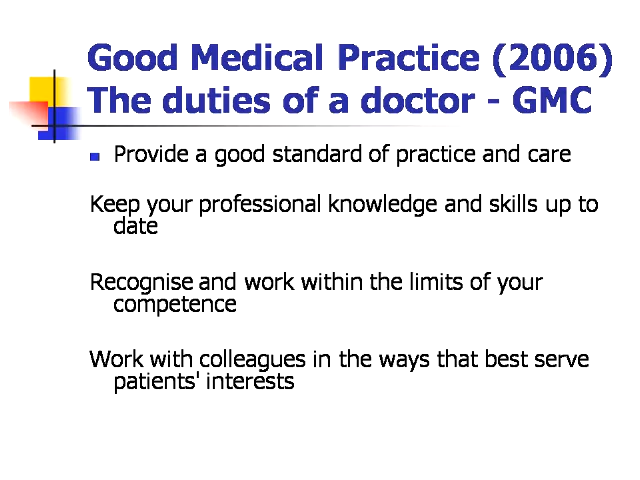 Good Medical Practice (2006)
The duties of a doctor - GMC
Provide a good standard of practice and care
Keep your professional knowledge and skills up to
date
Recognise and work within the limits of your
competence
Work with colleagues in the ways that best serve
patients' interests